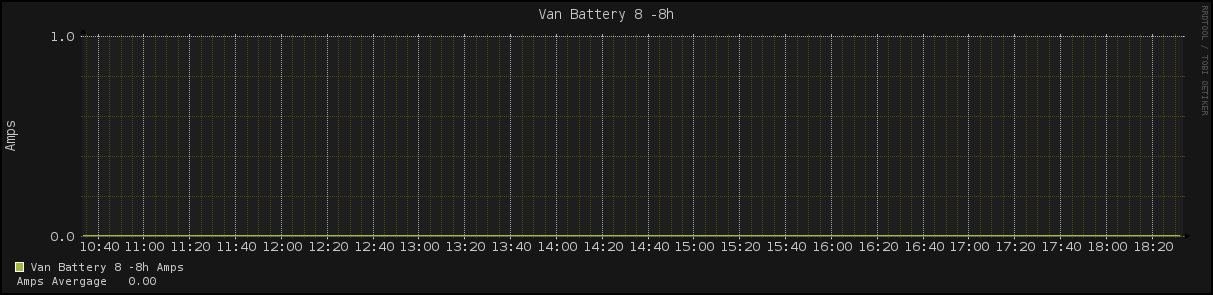 Van Battery 8 -8h
RRDTOOL / TOBI OETIKER
1.0
Amps
0.0
10:40 11:00 11:20 11:40 12:00 12:20 12:40 13:00 13:20 13:40 14:00 14:20 14:40 15:00 15:20 15:40 16:00 16:20 16:40 17:00 17:20 17:40 18:00 18:20
Van Battery 8 -8h Amps
Amps Avergage 0.00